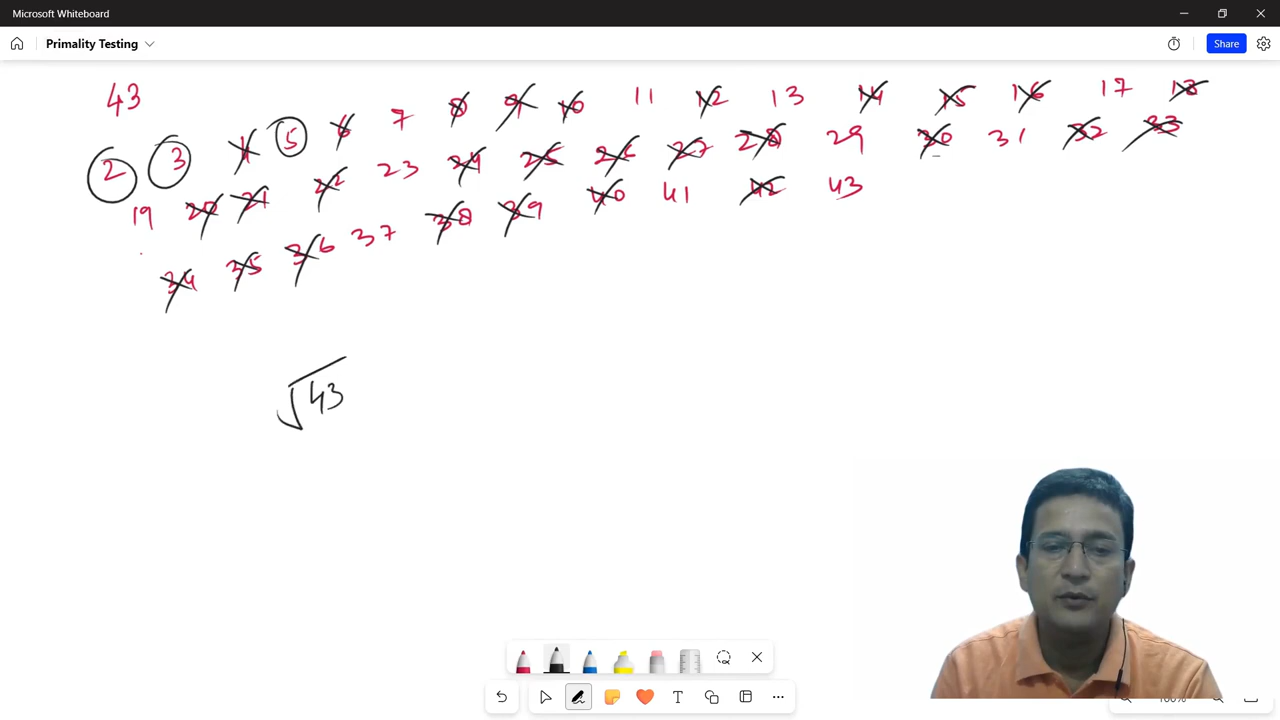 Microsoft Whiteboard
Primality Testing
Share
43
2 3 4 5 6 7 8 9 10 11 12 13 14 15 16 17 18
19 20 21 22 23 24 25 26 27 28 29 30 31 32 33
34 35 36 37 38 39 40 41 42 43
√43
100%